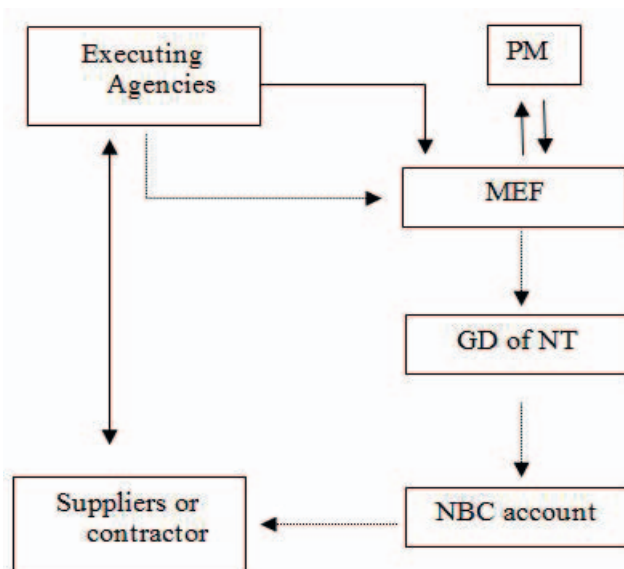 Executing
Agencies
PM
MEF
GD of NT
Suppliers or
contractor
NBC account